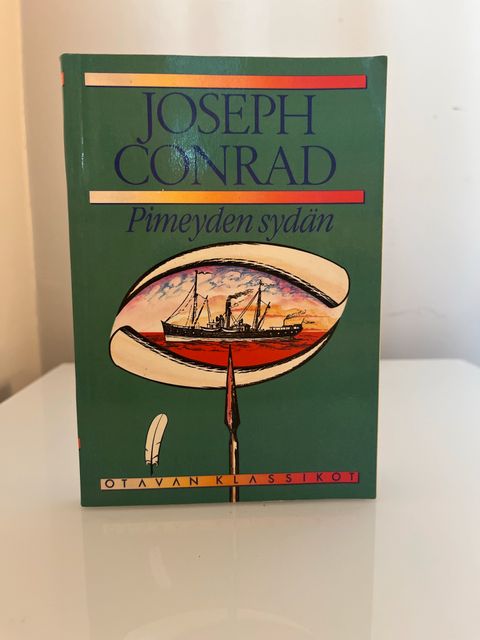 JOSEPH
CONRAD
Pimeyden sydän
OTAVAN KLASSIKOT